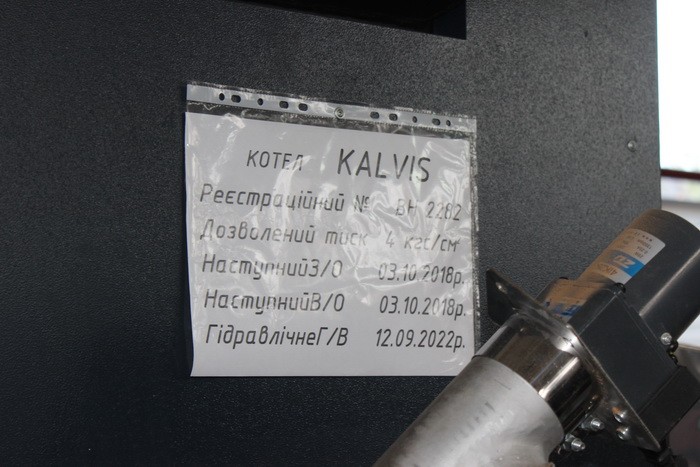 КОТЕЛ KALVIS
Реєстраційний № ВН 2282
Дозволений тиск 4 кгс/см
НаступнийЗ/О 03.10.2018р.
НаступнийВ/О 03.10.2018р.
ГідравлічнеГ/В 12.09.2022р.